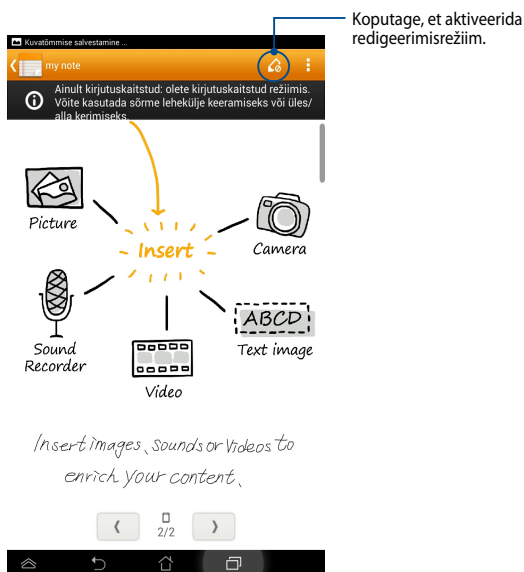 Koputage, et aktiveerida
redigeerimisrežiim.
Kuvatõmmise salvestamine ...
my note
Ainult kirjutuskaitstud: olete kirjutuskaitstud režiimis.
Võite kasutada sõrme lehekülje keeramiseks või üles/
alla kerimiseks.
Picture
Insert
Camera
Sound
Recorder
ABCD
Text image
Video
Insert images, sounds or Videos to
enrich your content.
2/2